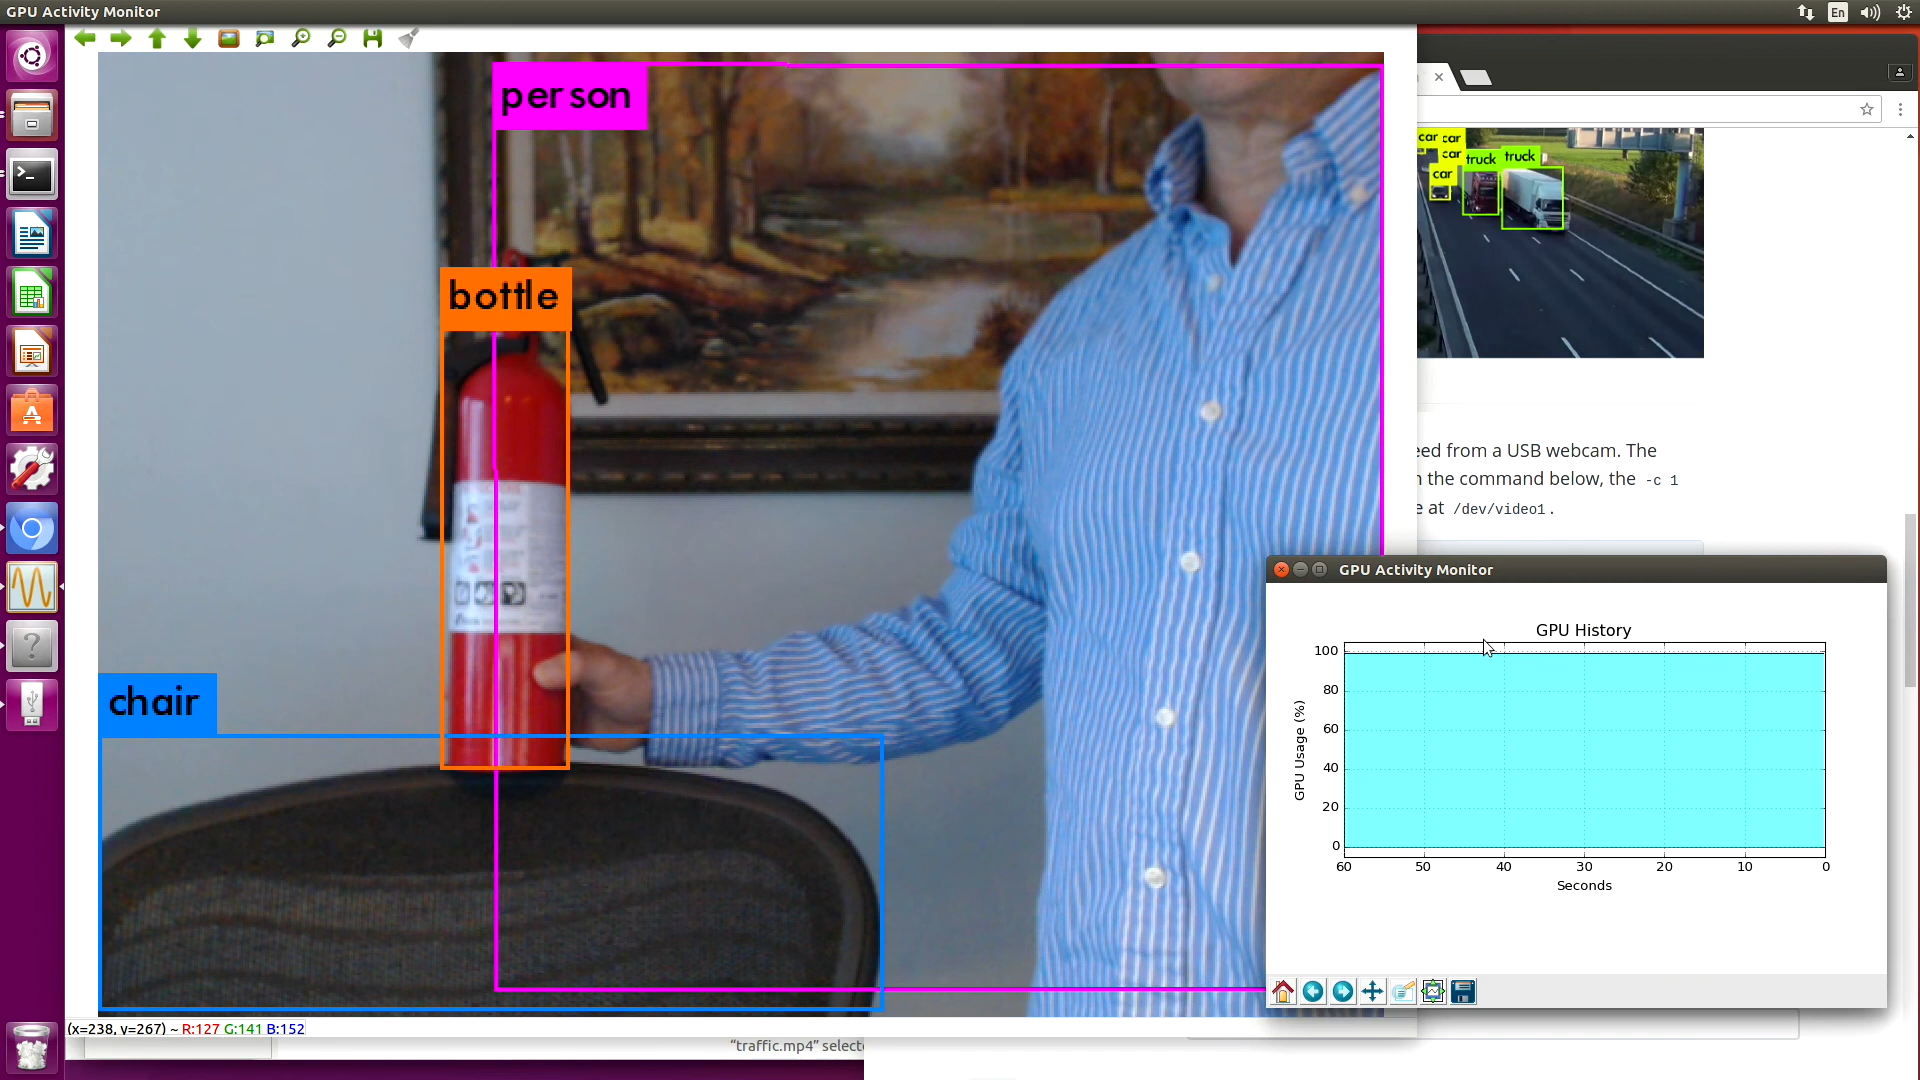 GPU Activity Monitor
En
person
bottle
chair
car car
car
truck truck
car
eed from a USB webcam. The
the command below, the -c 1
e at /dev/video1.
GPU Activity Monitor
GPU History
100
80
60
40
20
0
GPU Usage (%)
60 50 40 30 20 10 0
Seconds
(x=238, y=267) ~ R:127 G:141 B:152
“traffic.mp4” selecte